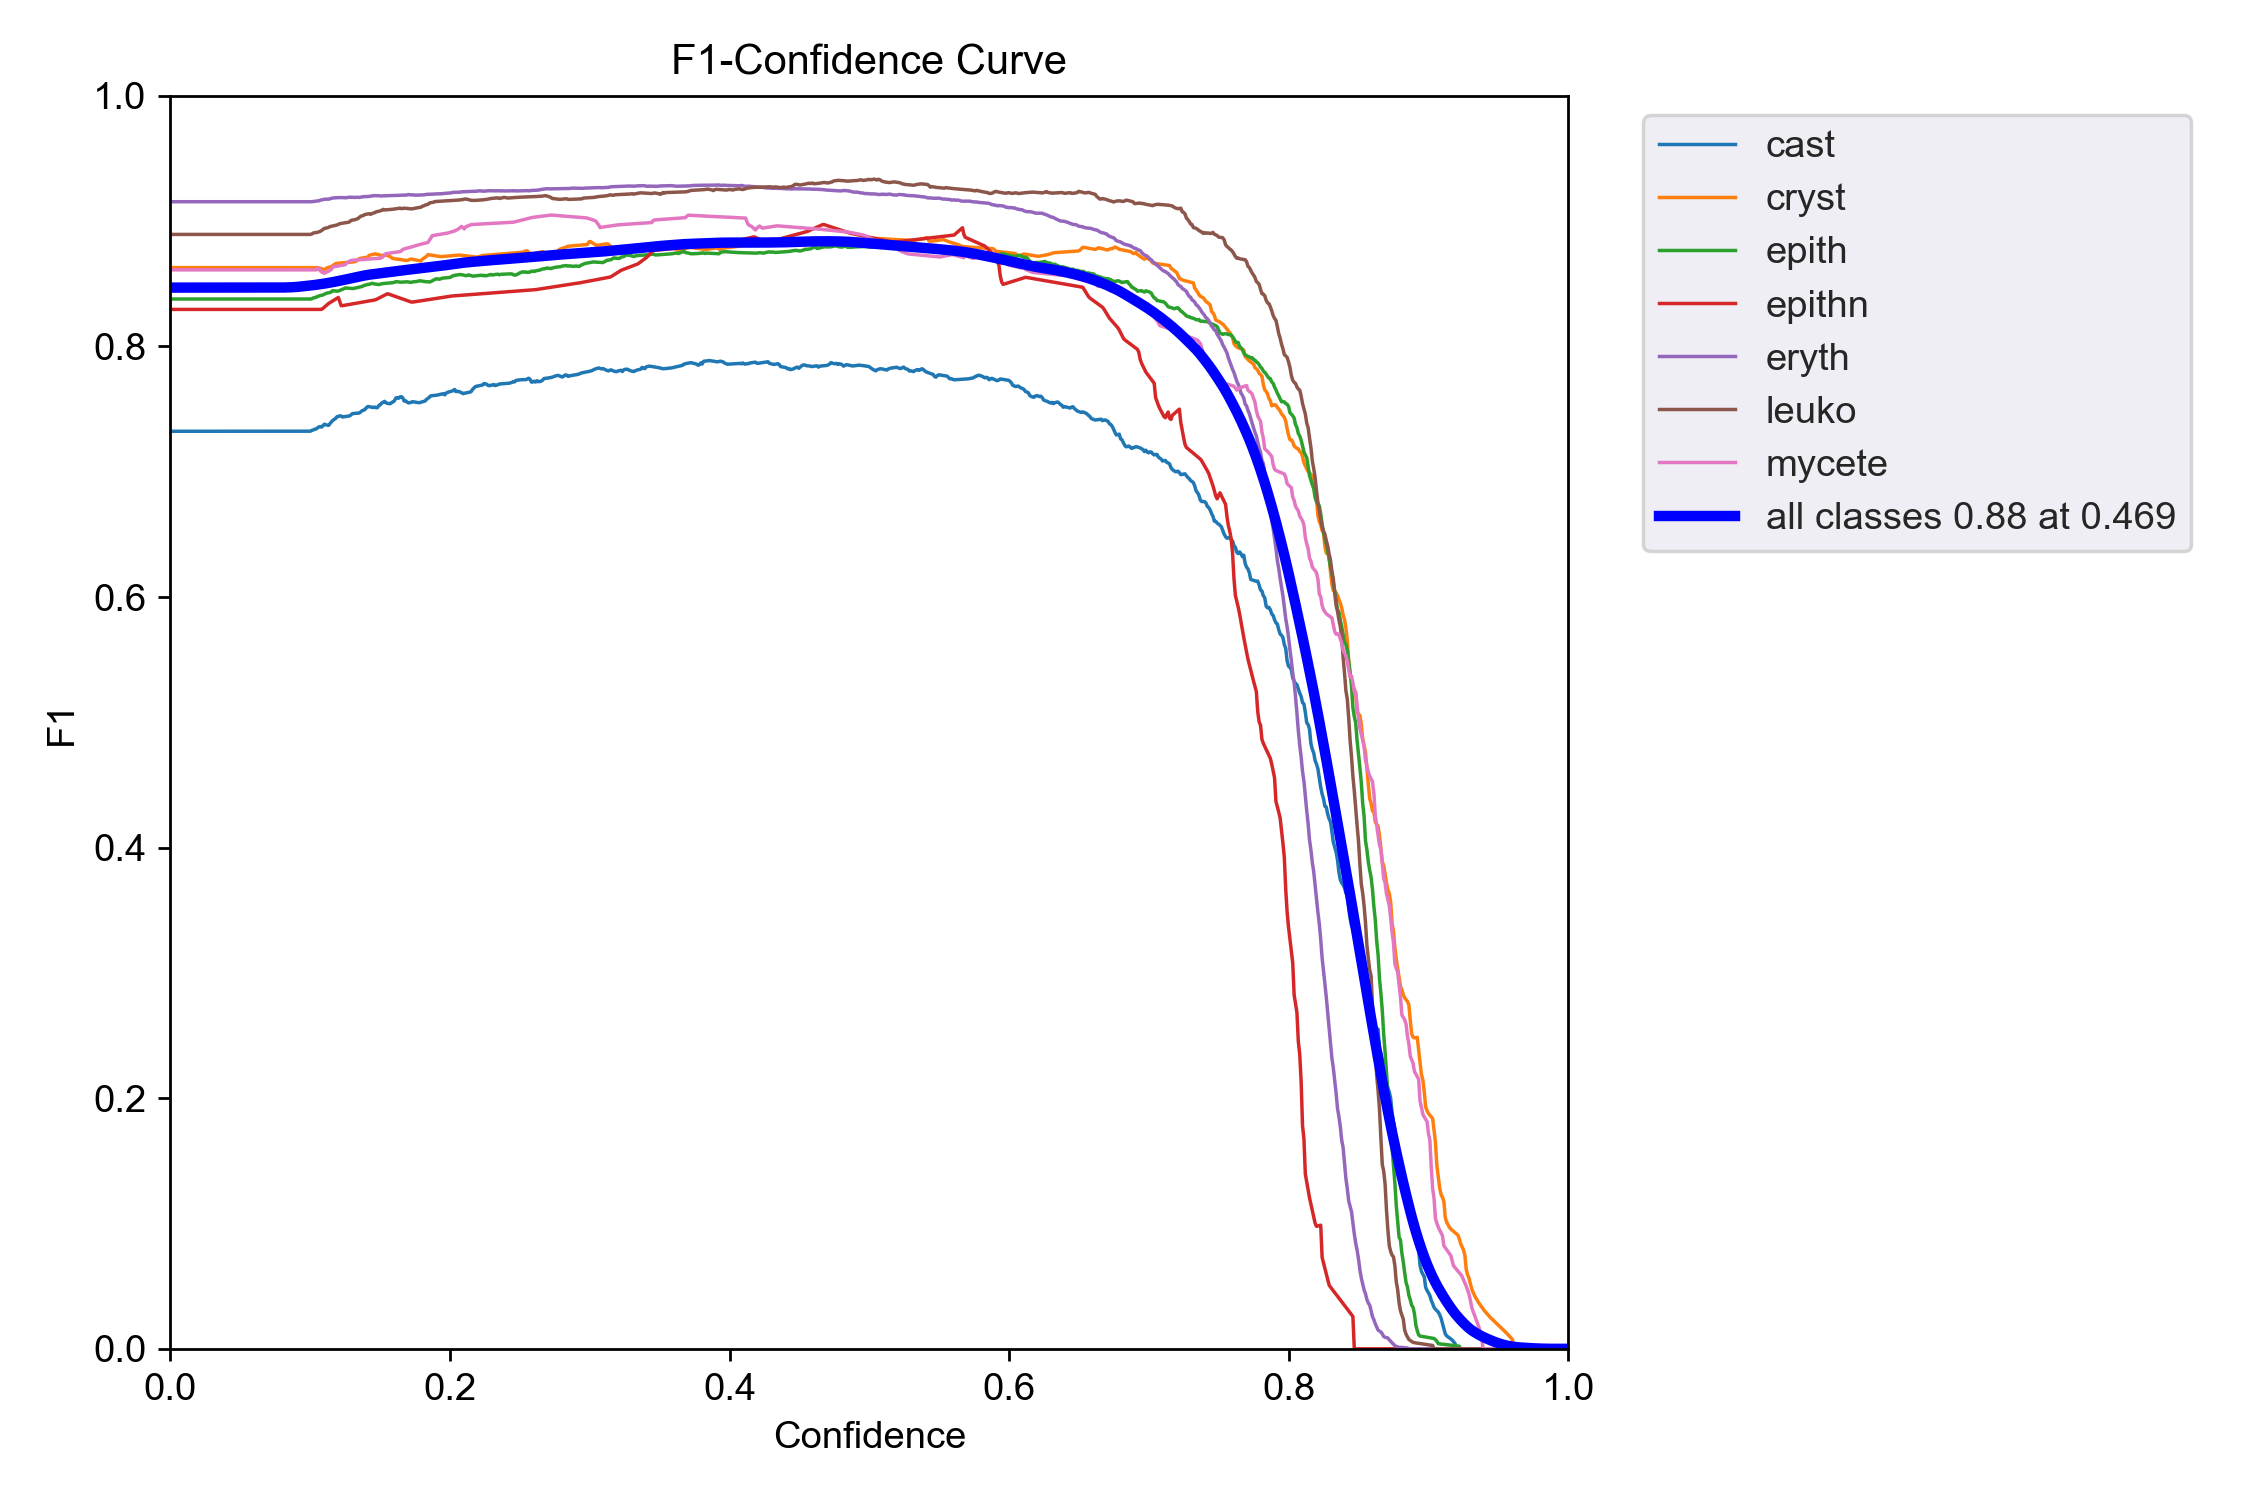 F1-Confidence Curve
1.0
0.8
0.6
0.4
0.2
0.0
F1
0.0 0.2 0.4 0.6 0.8 1.0
Confidence
cast
cryst
epith
epithn
eryth
leuko
mycete
all classes 0.88 at 0.469